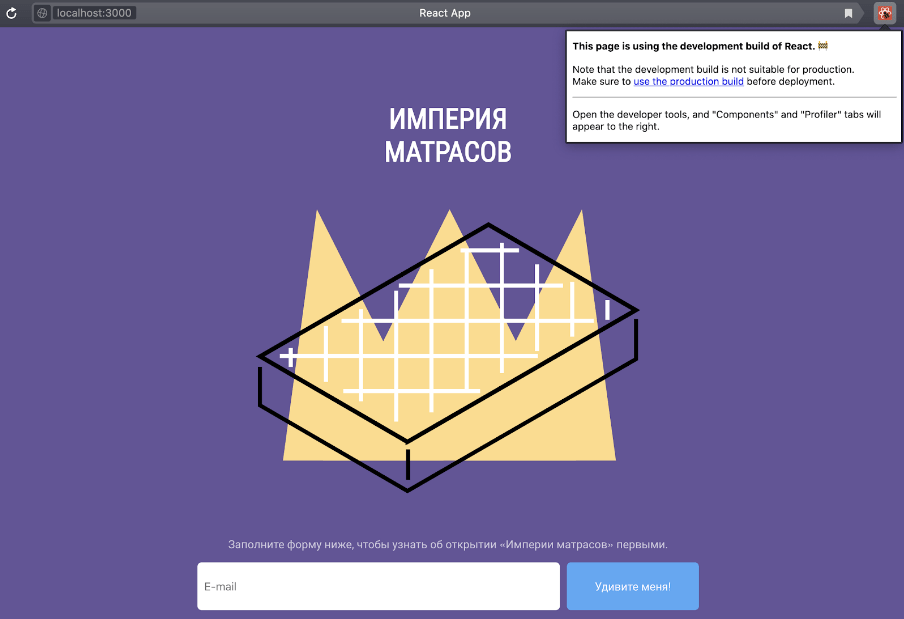 localhost:3000
React App
This page is using the development build of React. 🚧
Note that the development build is not suitable for production.
Make sure to use the production build before deployment.
Open the developer tools, and "Components" and "Profiler" tabs will
appear to the right.
ИМПЕРИЯ
МАТРАСОВ
Заполните форму ниже, чтобы узнать об открытии «Империи матрасов» первыми.
E-mail
Удивите меня!